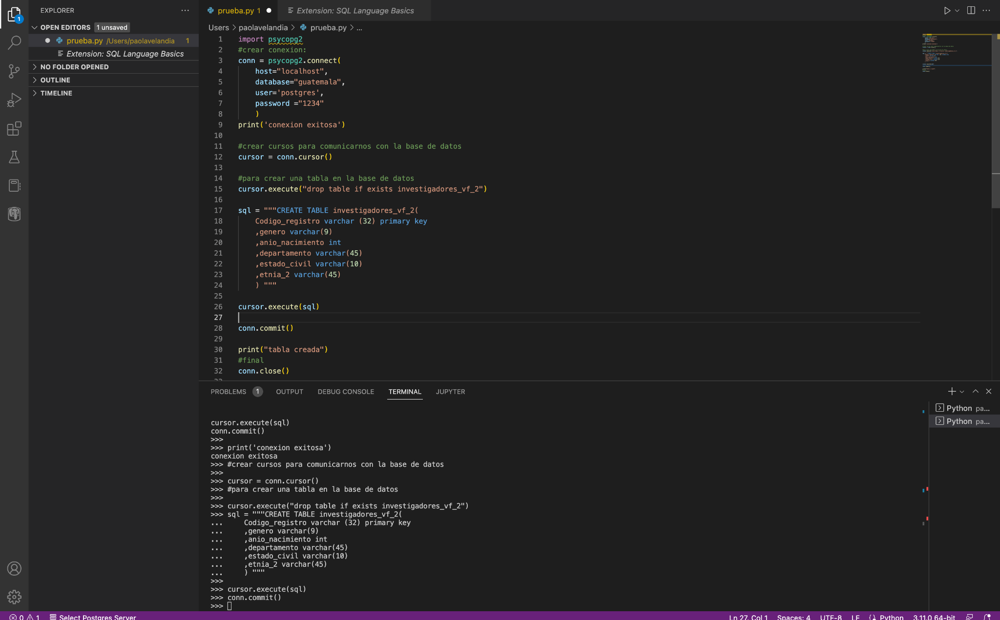 EXPLORER
OPEN EDITORS 1 unsaved
prueba.py /Users/paolavelandia 1
Extension: SQL Language Basics
NO FOLDER OPENED
OUTLINE
TIMELINE
1
prueba.py 1
Extension: SQL Language Basics
Users > paolavelandia > prueba.py > ...
1 import psycopg2
2 #crear conexion:
3 conn = psycopg2.connect(
4 host="localhost",
5 database="guatemala",
6 user='postgres',
7 password ="1234"
8 )
9 print('conexion exitosa')
10
11 #crear cursos para comunicarnos con la base de datos
12 cursor = conn.cursor()
13
14 #para crear una tabla en la base de datos
15 cursor.execute("drop table if exists investigadores_vf_2")
16
17 sql = """CREATE TABLE investigadores_vf_2(
18 Codigo_registro varchar (32) primary key
19 ,genero varchar(9)
20 ,anio_nacimiento int
21 ,departamento varchar(45)
22 ,estado_civil varchar(10)
23 ,etnia_2 varchar(45)
24 ) """
25
26 cursor.execute(sql)
27
28 conn.commit()
29
30 print("tabla creada")
31 #final
32 conn.close()
PROBLEMS 1 OUTPUT DEBUG CONSOLE TERMINAL JUPYTER
cursor.execute(sql)
conn.commit()
>>>
>>> print('conexion exitosa')
conexion exitosa
>>> #crear cursos para comunicarnos con la base de datos
>>>
>>> cursor = conn.cursor()
>>> #para crear una tabla en la base de datos
>>>
>>> cursor.execute("drop table if exists investigadores_vf_2")
>>> sql = """CREATE TABLE investigadores_vf_2(
... Codigo_registro varchar (32) primary key
... ,genero varchar(9)
... ,anio_nacimiento int
... ,departamento varchar(45)
... ,estado_civil varchar(10)
... ,etnia_2 varchar(45)
... ) """
>>>
>>> cursor.execute(sql)
>>> conn.commit()
>>>
Python pa...
Python pa...
0 1 Select Postgres Server
Ln 27, Col 1 Spaces: 4 UTF-8 LF Python 3.11.0 64-bit